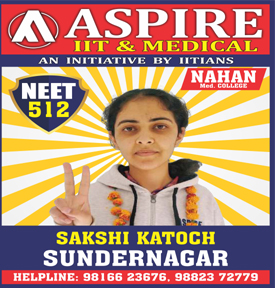 ASPIRE
IIT & MEDICAL
AN INITIATIVE BY IITIANS
NAHAN
Med. COLLEGE
NEET
512
SAKSHI KATOCH
SUNDERNAGAR
HELPLINE: 98166 23676, 98823 72779